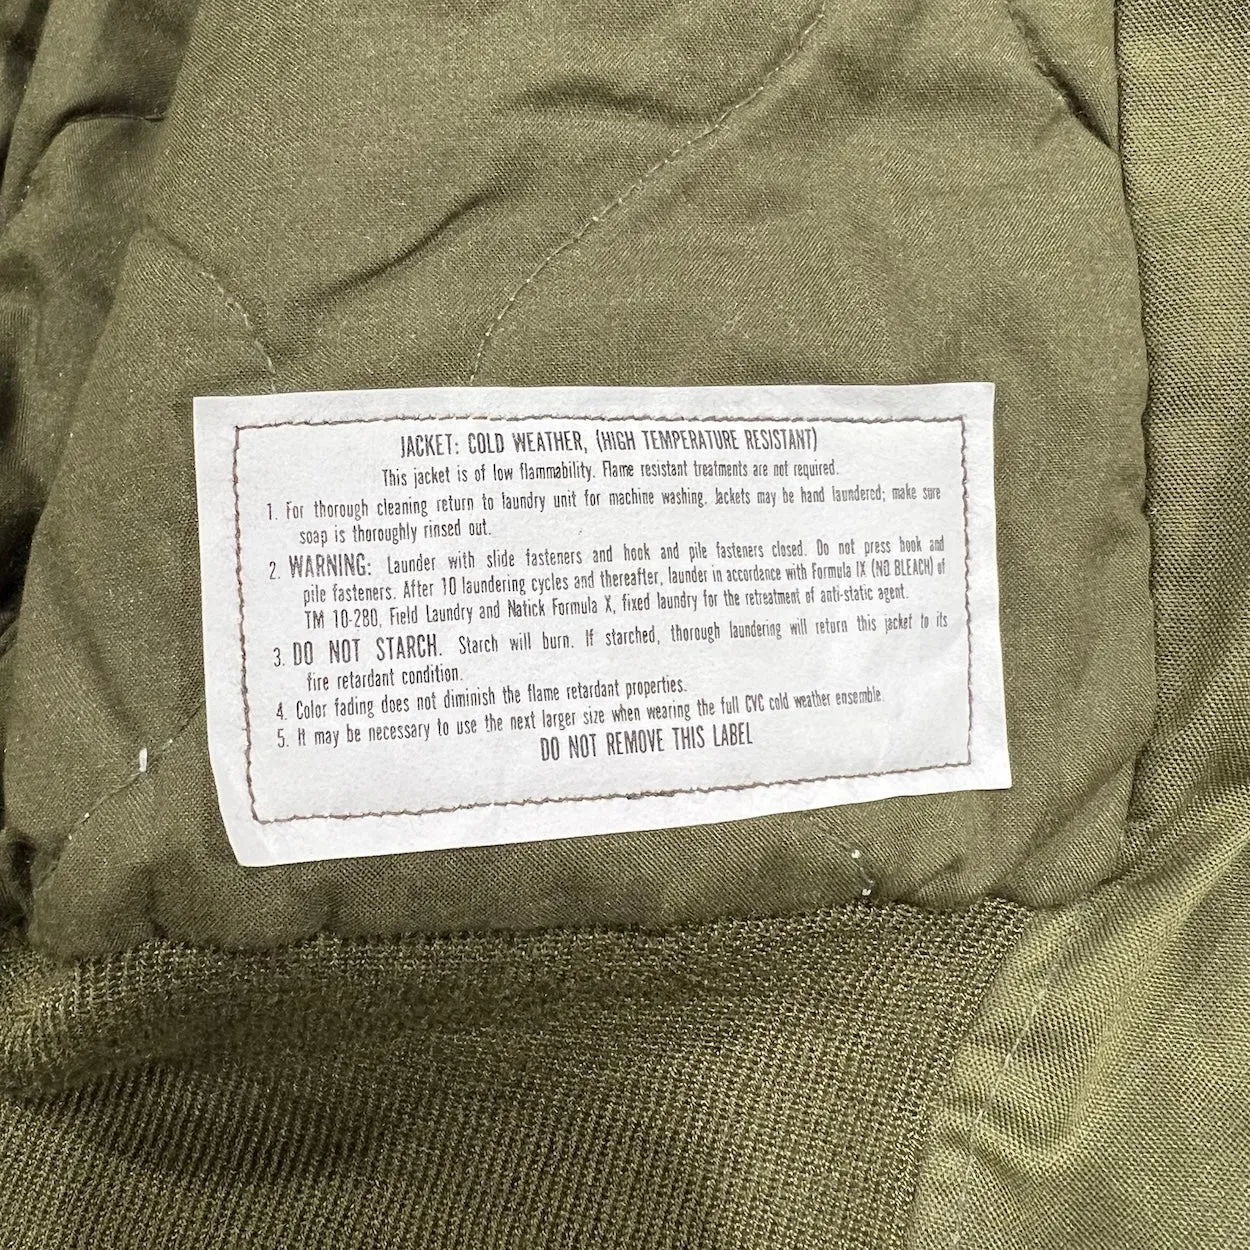 JACKET: COLD WEATHER, (HIGH TEMPERATURE RESISTANT)
This jacket is of low flammability. Flame resistant treatments are not required.
1. For thorough cleaning return to laundry unit for machine washing. Jackets may be hand laundered; make sure
soap is thoroughly rinsed out.
2. WARNING: Launder with slide fasteners and hook and pile fasteners closed. Do not press hook and
pile fasteners. After 10 laundering cycles and thereafter, launder in accordance with Formula IX (NO BLEACH) of
TM 10-280, Field Laundry and Natick Formula X, fixed laundry for the retreatment of anti-static agent.
3. DO NOT STARCH. Starch will burn. If starched, thorough laundering will return this jacket to its
fire retardant condition.
4. Color fading does not diminish the flame retardant properties.
5. It may be necessary to use the next larger size when wearing the full CVC cold weather ensemble.
DO NOT REMOVE THIS LABEL